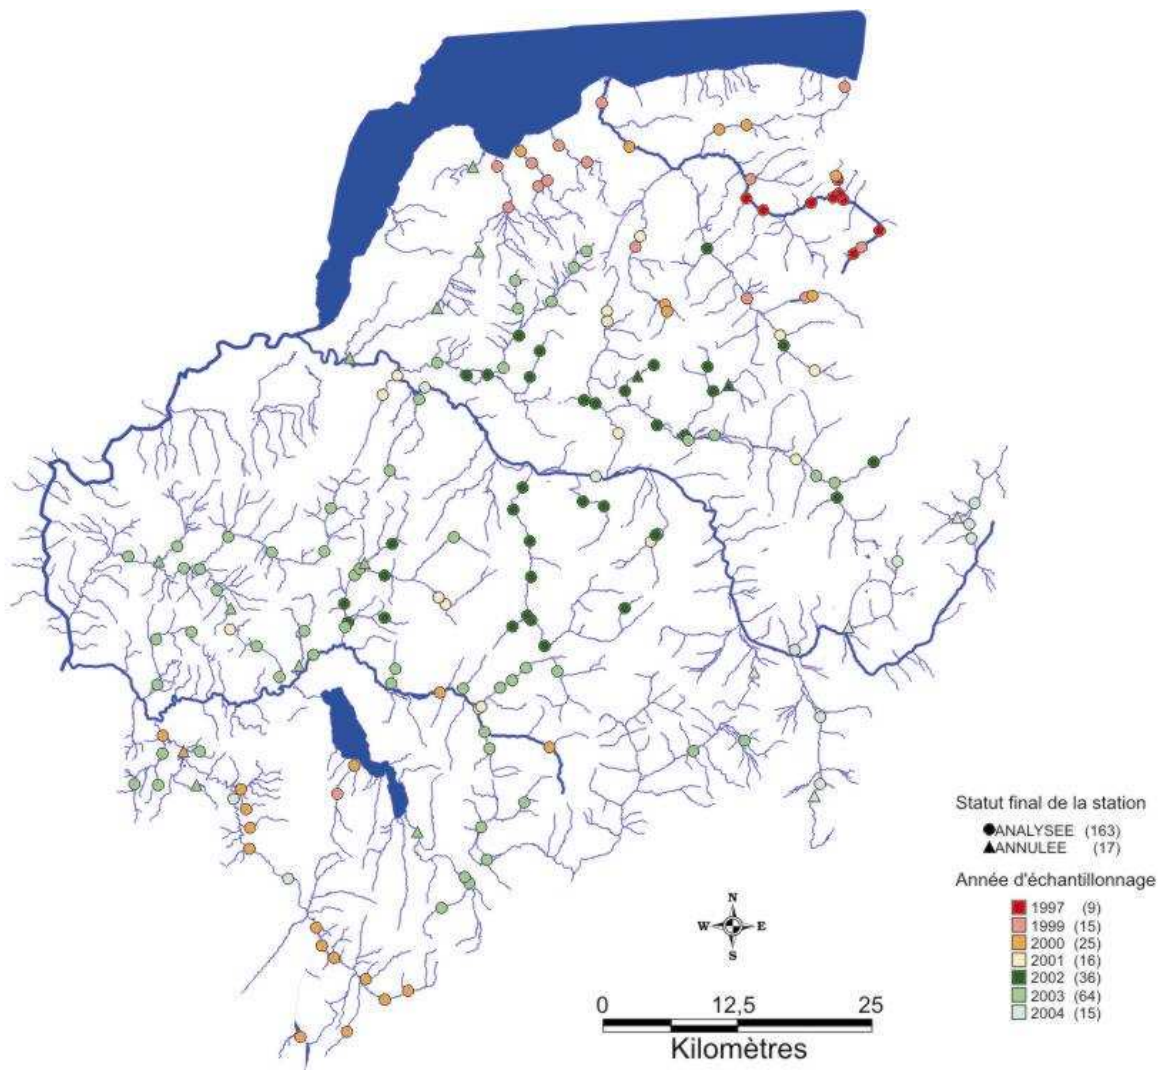 Statut final de la station
ANALYSEE (163)
ANNULEE (17)
Année d'échantillonnage
1997 (9)
1999 (15)
2000 (25)
2001 (16)
2002 (36)
2003 (64)
2004 (15)
N
W E
S
0 12,5 25
Kilomètres